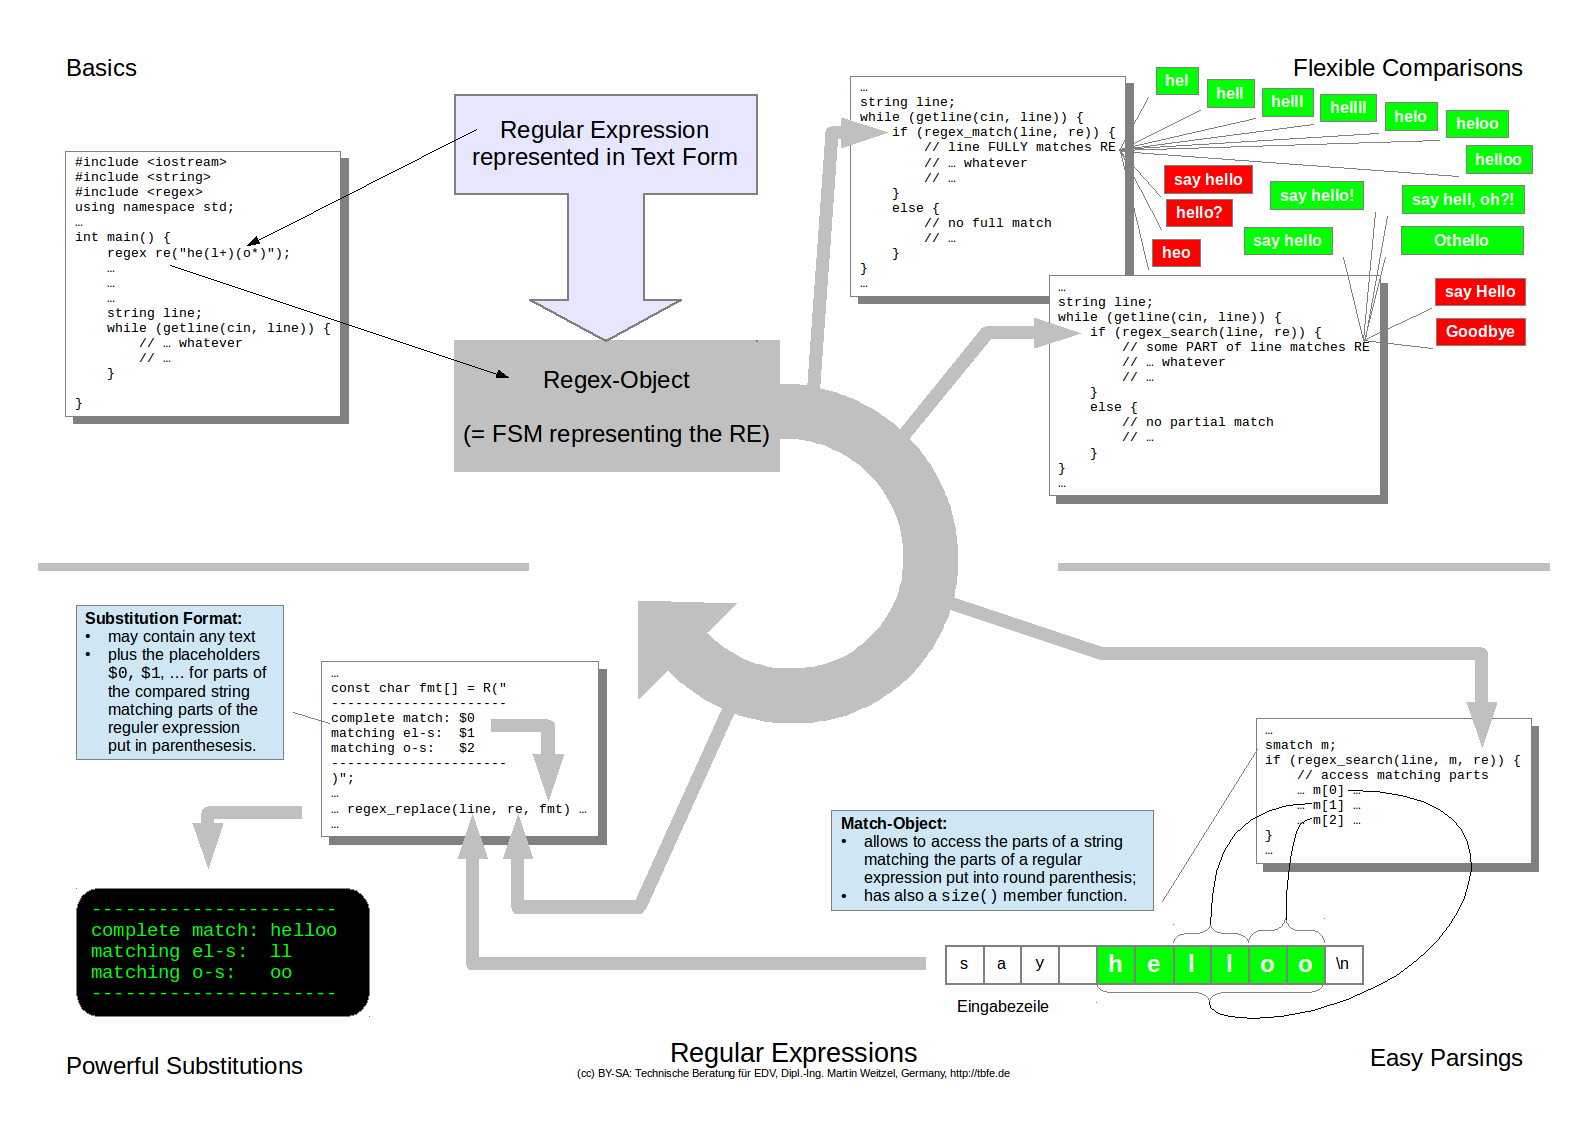 Basics
Flexible Comparisons
Regular Expression
represented in Text Form
#include <iostream>
#include <string>
#include <regex>
using namespace std;
…
int main() {
    regex re("he(l+)(o*)");
    …
    …
    …
    string line;
    while (getline(cin, line)) {
        // … whatever
        // …
    }
}
Regex-Object
(= FSM representing the RE)
…
string line;
while (getline(cin, line)) {
    if (regex_match(line, re)) {
        // line FULLY matches RE
        // … whatever
        // …
    }
    else {
        // no full match
        // …
    }
}
…
hel
hell
helll
hellll
helo
heloo
helloo
say hello
hello?
heo
say hello!
say hell, oh?!
say hello
Othello
say Hello
Goodbye
…
string line;
while (getline(cin, line)) {
    if (regex_search(line, re)) {
        // some PART of line matches RE
        // … whatever
        // …
    }
    else {
        // no partial match
        // …
    }
}
…
Substitution Format:
• may contain any text
• plus the placeholders
$0, $1, … for parts of
the compared string
matching parts of the
reguler expression
put in parenthesesis.
…
const char fmt[] = R("
----------------------
complete match: $0
matching el-s:  $1
matching o-s:   $2
----------------------
)";
…
… regex_replace(line, re, fmt) …
…
----------------------
complete match: helloo
matching el-s:  ll
matching o-s:   oo
----------------------
Match-Object:
• allows to access the parts of a string
matching the parts of a regular
expression put into round parenthesis;
• has also a size() member function.
…
smatch m;
if (regex_search(line, m, re)) {
    // access matching parts
    … m[0] …
    … m[1] …
    … m[2] …
}
…
s a y h e l l o o \n
Eingabezeile
Powerful Substitutions
Regular Expressions
(cc) BY-SA: Technische Beratung für EDV, Dipl.-Ing. Martin Weitzel, Germany, http://tbfe.de
Easy Parsings